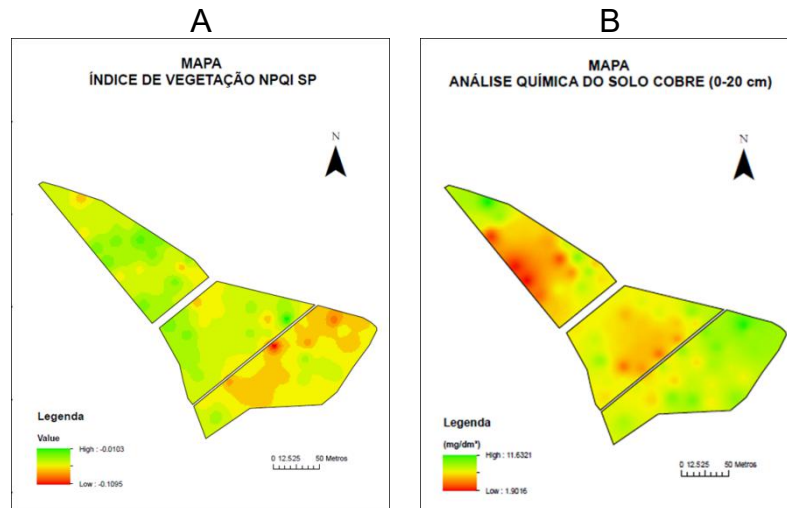 A
MAPA
ÍNDICE DE VEGETAÇÃO NPQI SP
N
Legenda
Value
High : -0.0103
Low : -0.1095
0 12.525 50 Metros
B
MAPA
ANÁLISE QUÍMICA DO SOLO COBRE (0-20 cm)
N
Legenda
(mg/dm³)
High : 11.6321
Low : 1.9016
0 12.525 50 Metros